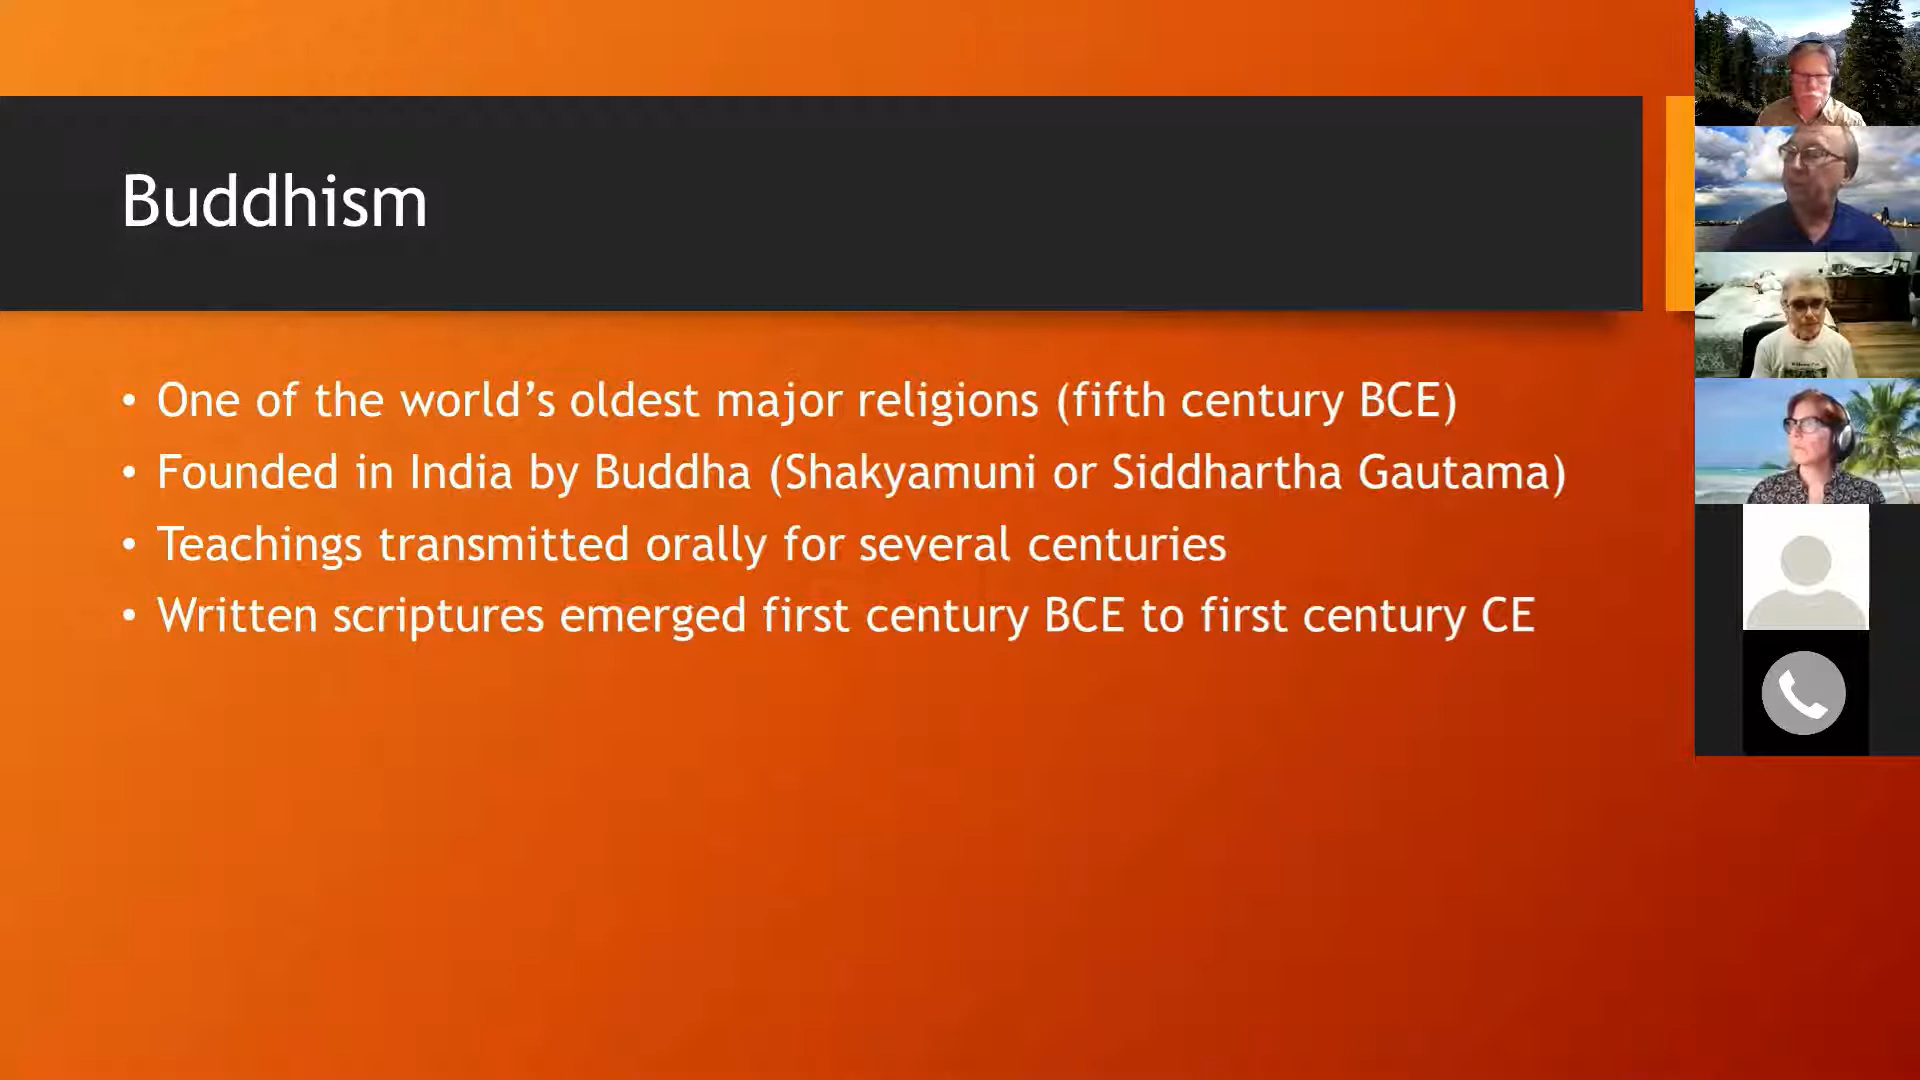 Buddhism
• One of the world’s oldest major religions (fifth century BCE)
• Founded in India by Buddha (Shakyamuni or Siddhartha Gautama)
• Teachings transmitted orally for several centuries
• Written scriptures emerged first century BCE to first century CE